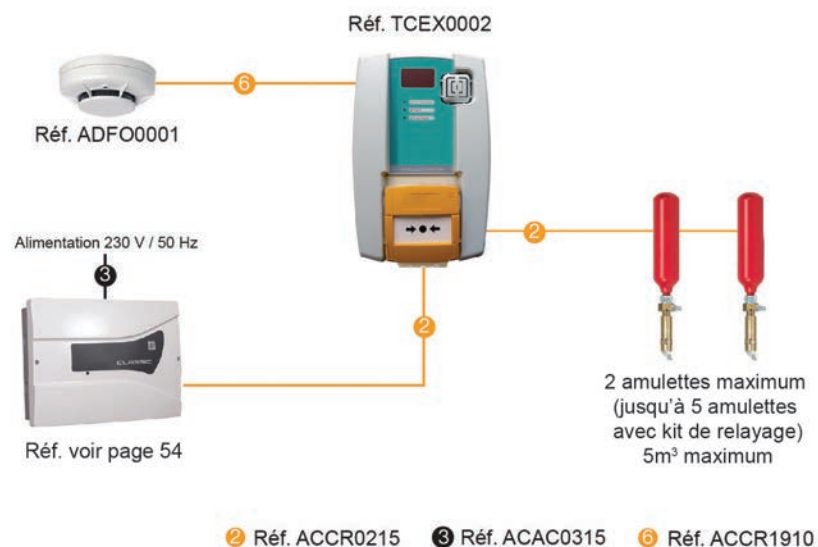 Réf. TCEX0002
6
Réf. ADFO0001
2
Alimentation 230 V / 50 Hz
3
2
CLASSIC
Réf. voir page 54
2 amulettes maximum
(jusqu'à 5 amulettes
avec kit de relayage)
5m³ maximum
2 Réf. ACCR0215 3 Réf. ACAC0315 6 Réf. ACCR1910